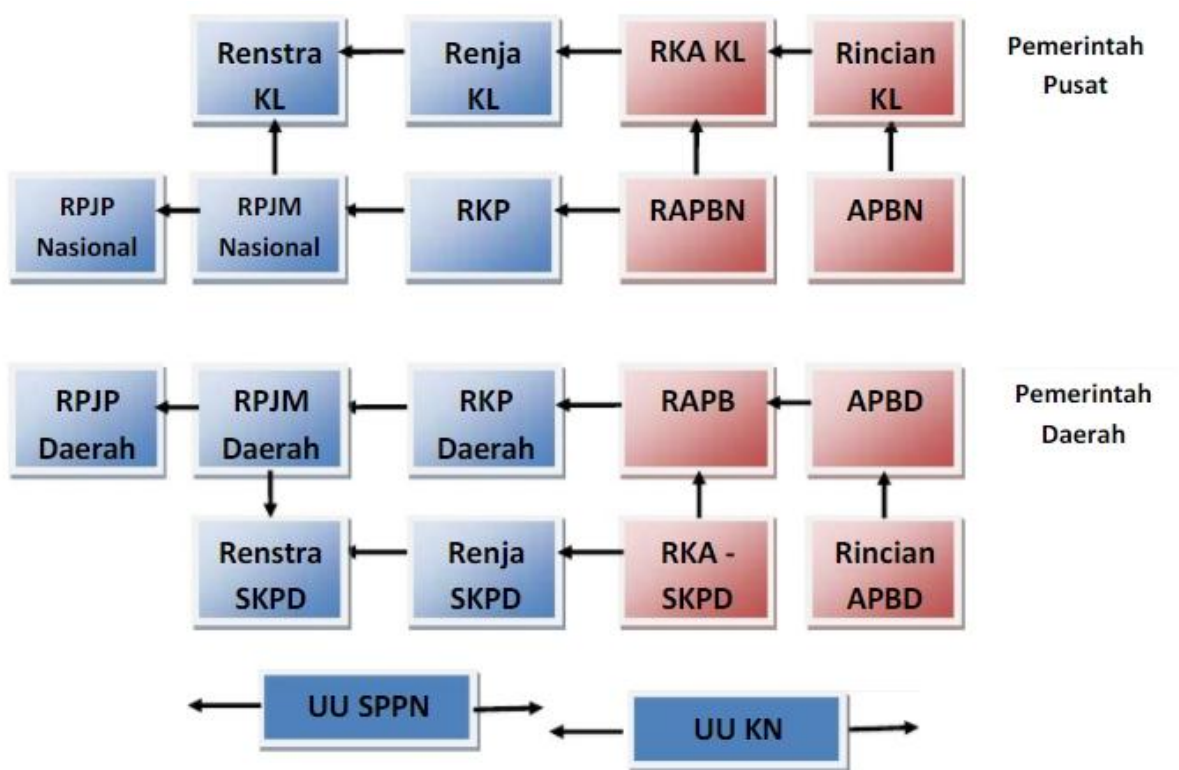 Renstra
KL
Renja
KL
RKA KL
Rincian
KL
Pemerintah
Pusat
RPJP
Nasional
RPJM
Nasional
RKP
RAPBN
APBN
RPJP
Daerah
RPJM
Daerah
RKP
Daerah
RAPB
APBD
Pemerintah
Daerah
Renstra
SKPD
Renja
SKPD
RKA -
SKPD
Rincian
APBD
UU SPPN
UU KN